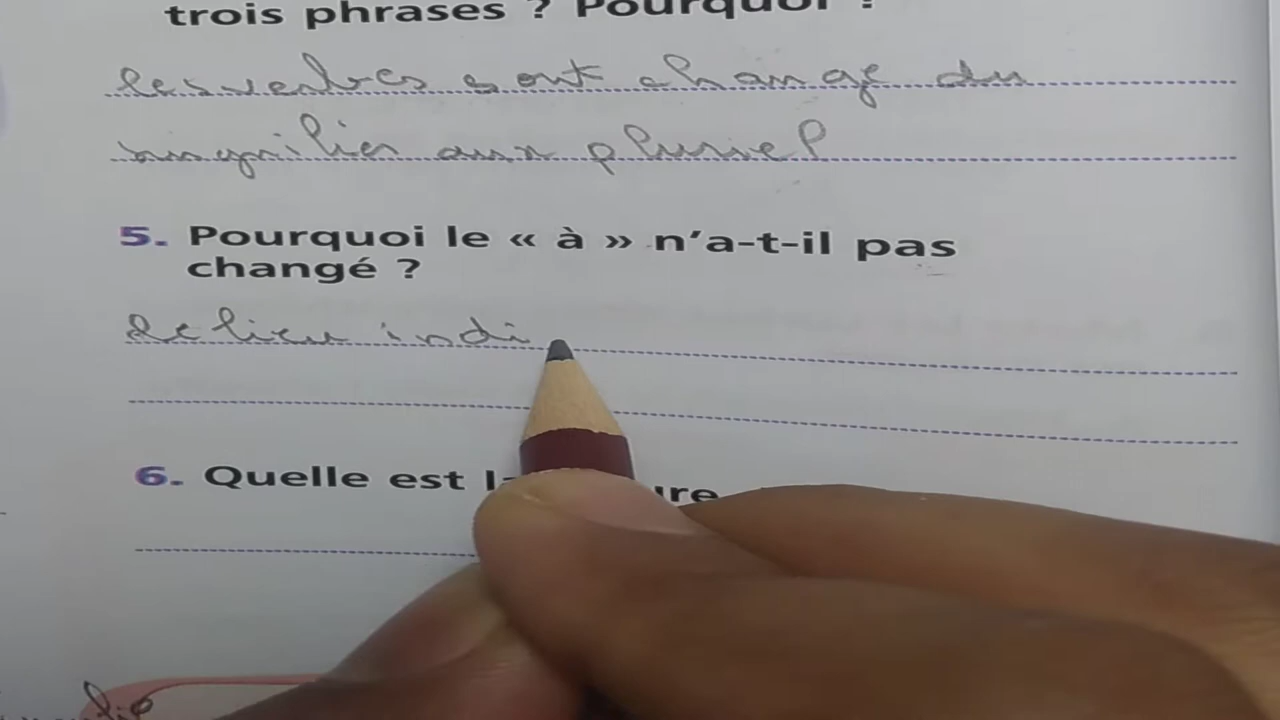 trois phrases ? Pourquoi ?
les verbes sont changé du
singulier aux pluriel
5. Pourquoi le « à » n'a-t-il pas
changé ?
le lieu indi
6. Quelle est